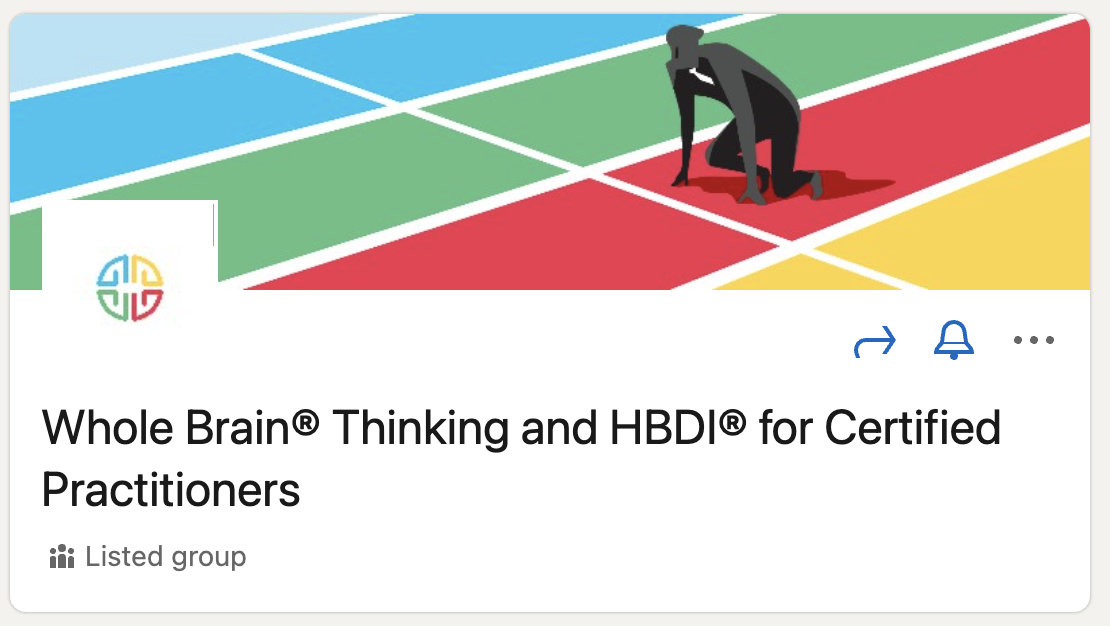 Whole Brain® Thinking and HBDI® for Certified
Practitioners
Listed group